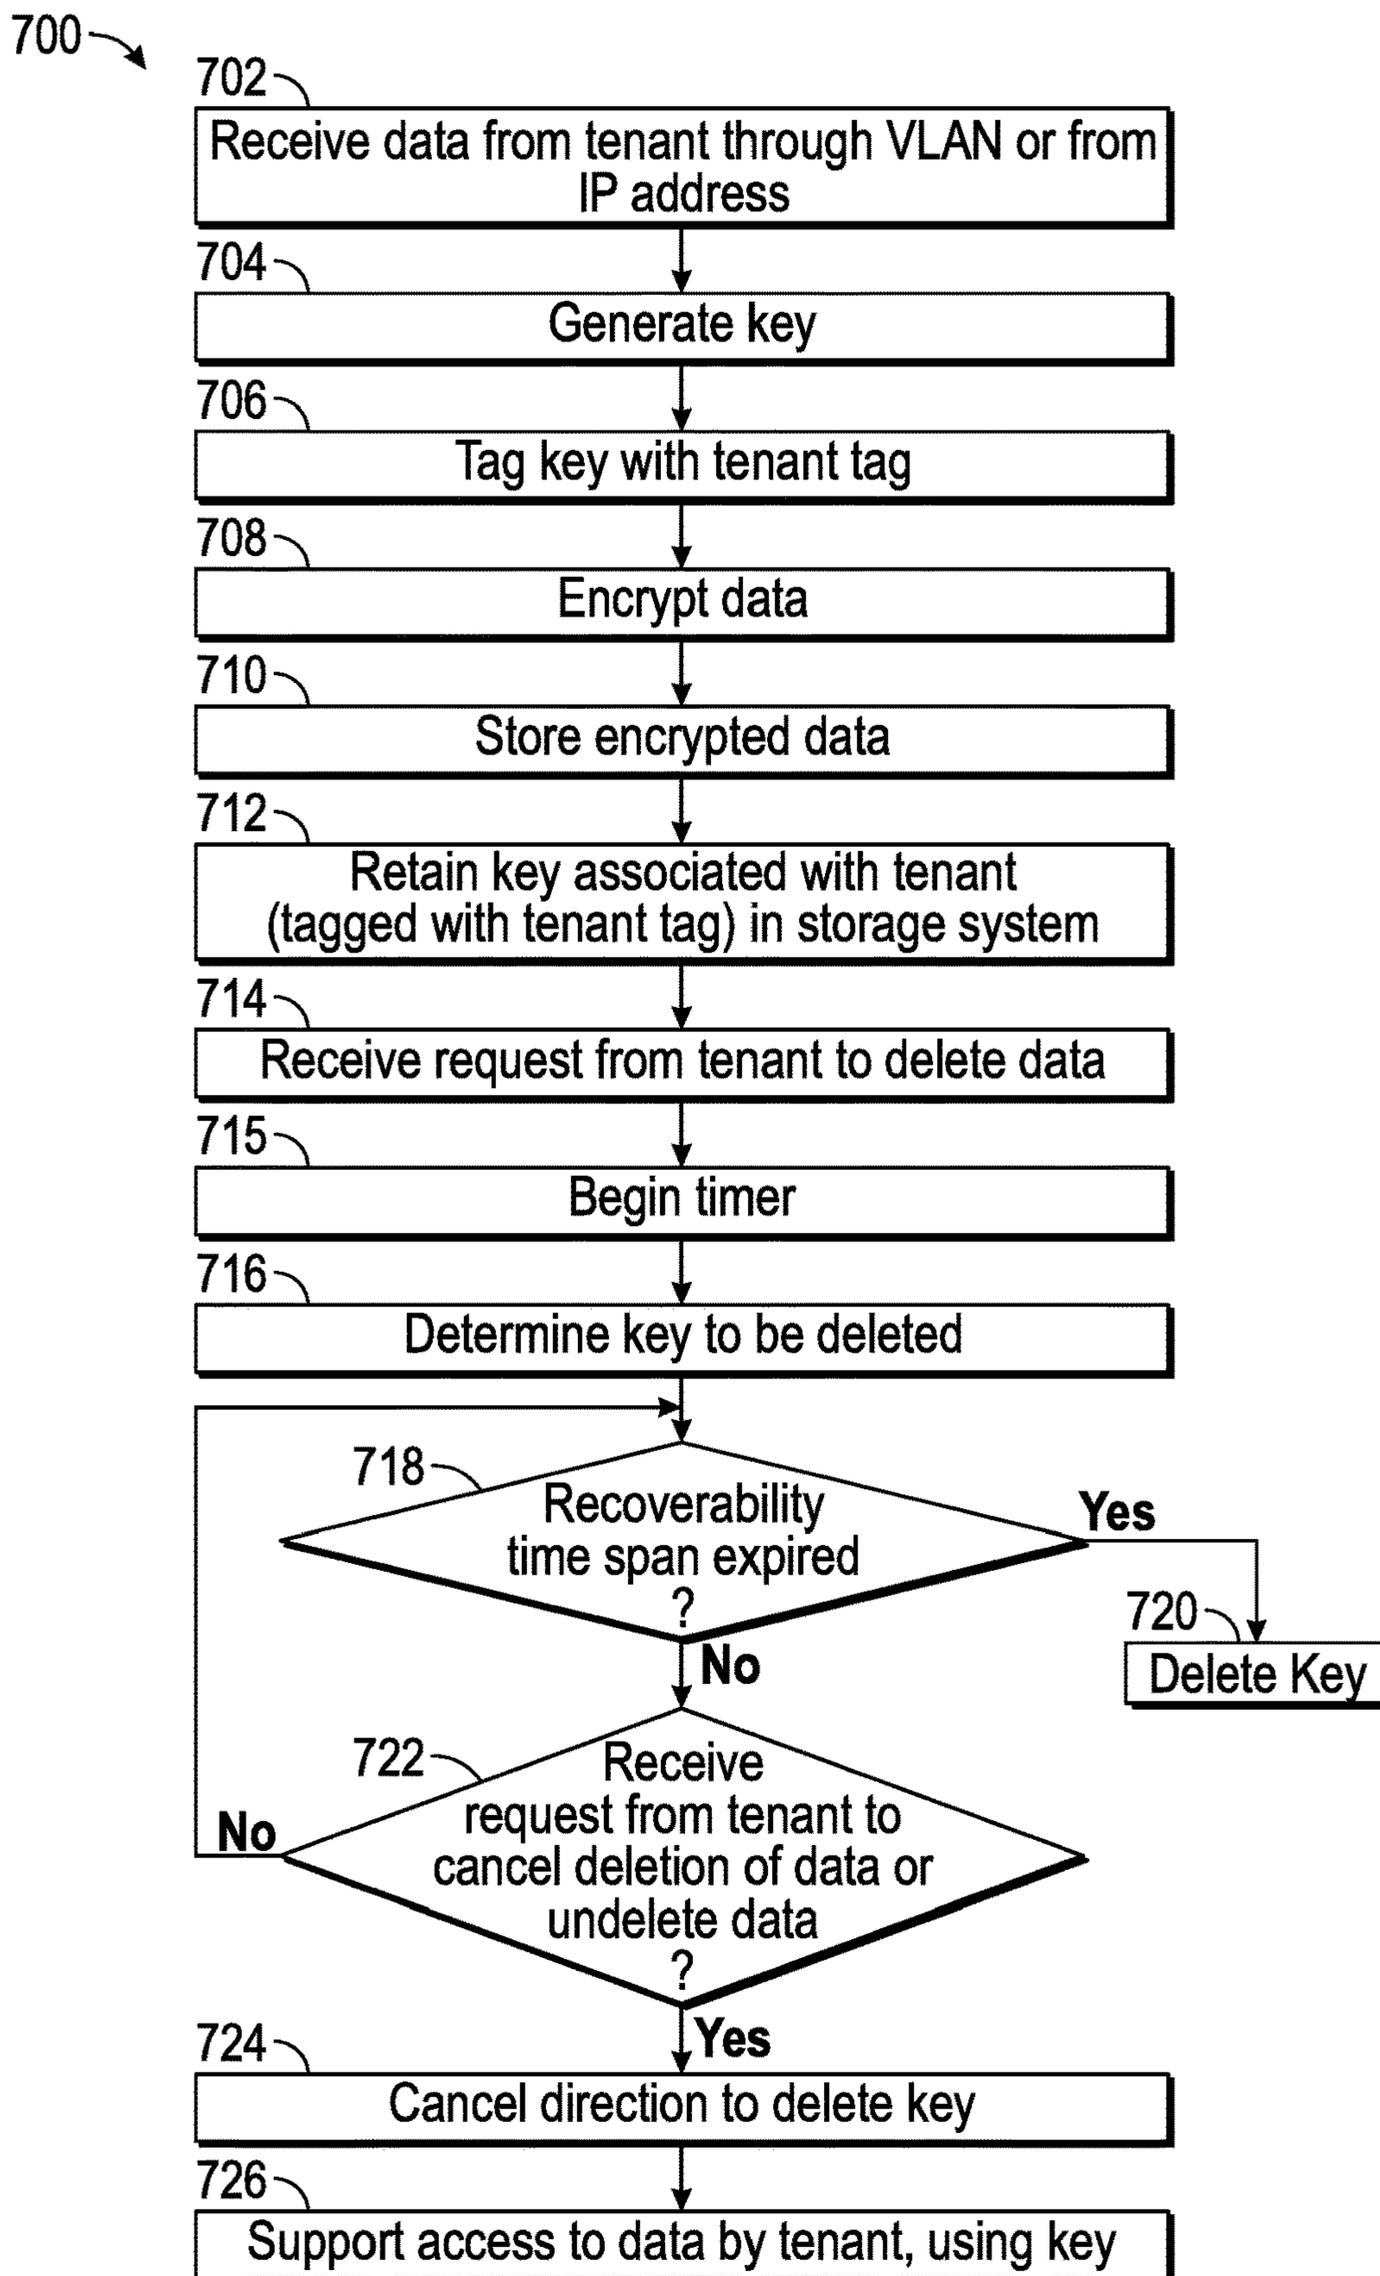 700
702
Receive data from tenant through VLAN or from
IP address
704
Generate key
706
Tag key with tenant tag
708
Encrypt data
710
Store encrypted data
712
Retain key associated with tenant
(tagged with tenant tag) in storage system
714
Receive request from tenant to delete data
715
Begin timer
716
Determine key to be deleted
718
Recoverability
time span expired
?
Yes
720
Delete Key
No
722
Receive
request from tenant to
cancel deletion of data or
undelete data
?
No
Yes
724
Cancel direction to delete key
726
Support access to data by tenant, using key